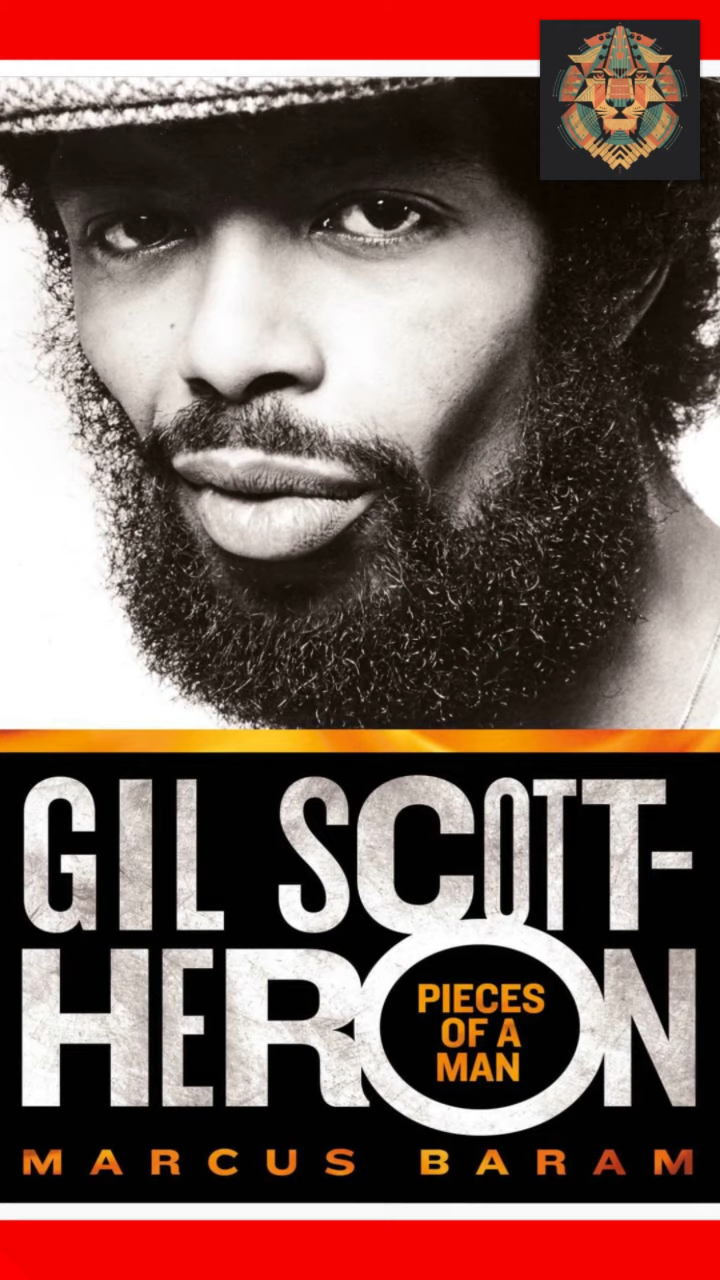 GIL SCOTT-
HERON
PIECES
OF A
MAN
MARCUS BARAM